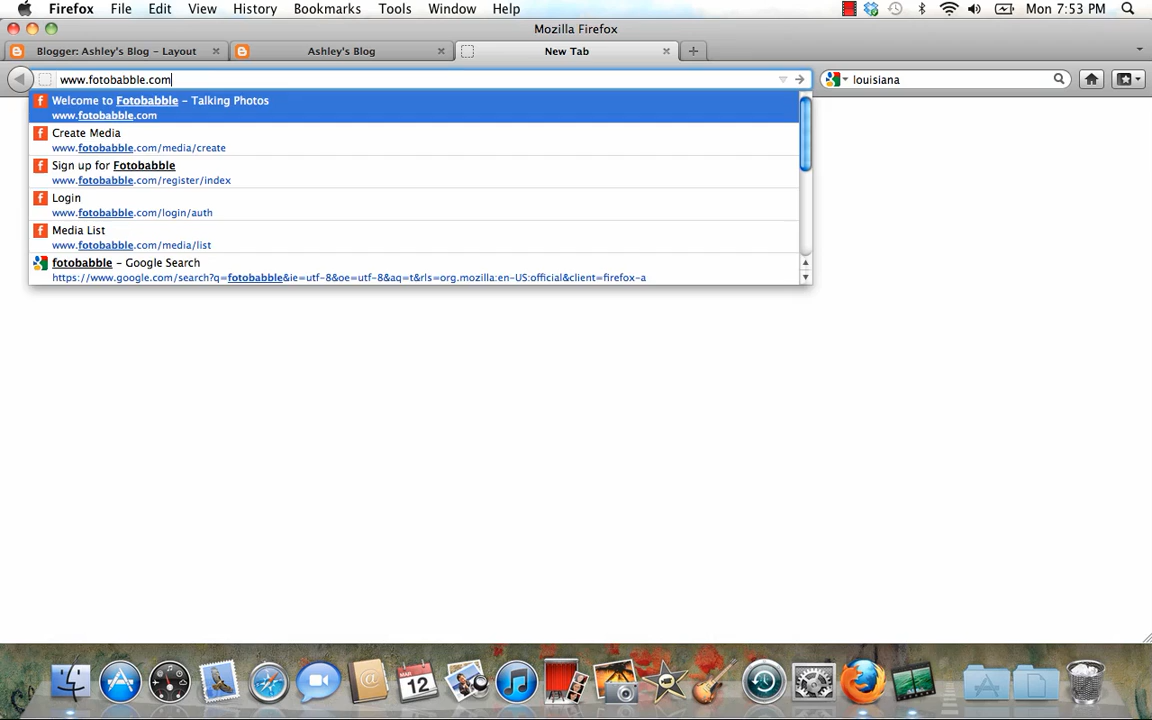 Firefox File Edit View History Bookmarks Tools Window Help Mon 7:53 PM
Mozilla Firefox
Blogger: Ashley's Blog - Layout Ashley's Blog New Tab
www.fotobabble.com louisiana
Welcome to Fotobabble - Talking Photos
www.fotobabble.com
Create Media
www.fotobabble.com/media/create
Sign up for Fotobabble
www.fotobabble.com/register/index
Login
www.fotobabble.com/login/auth
Media List
www.fotobabble.com/media/list
fotobabble - Google Search
https://www.google.com/search?q=fotobabble&ie=utf-8&oe=utf-8&aq=t&rls=org.mozilla:en-US:official&client=firefox-a
12